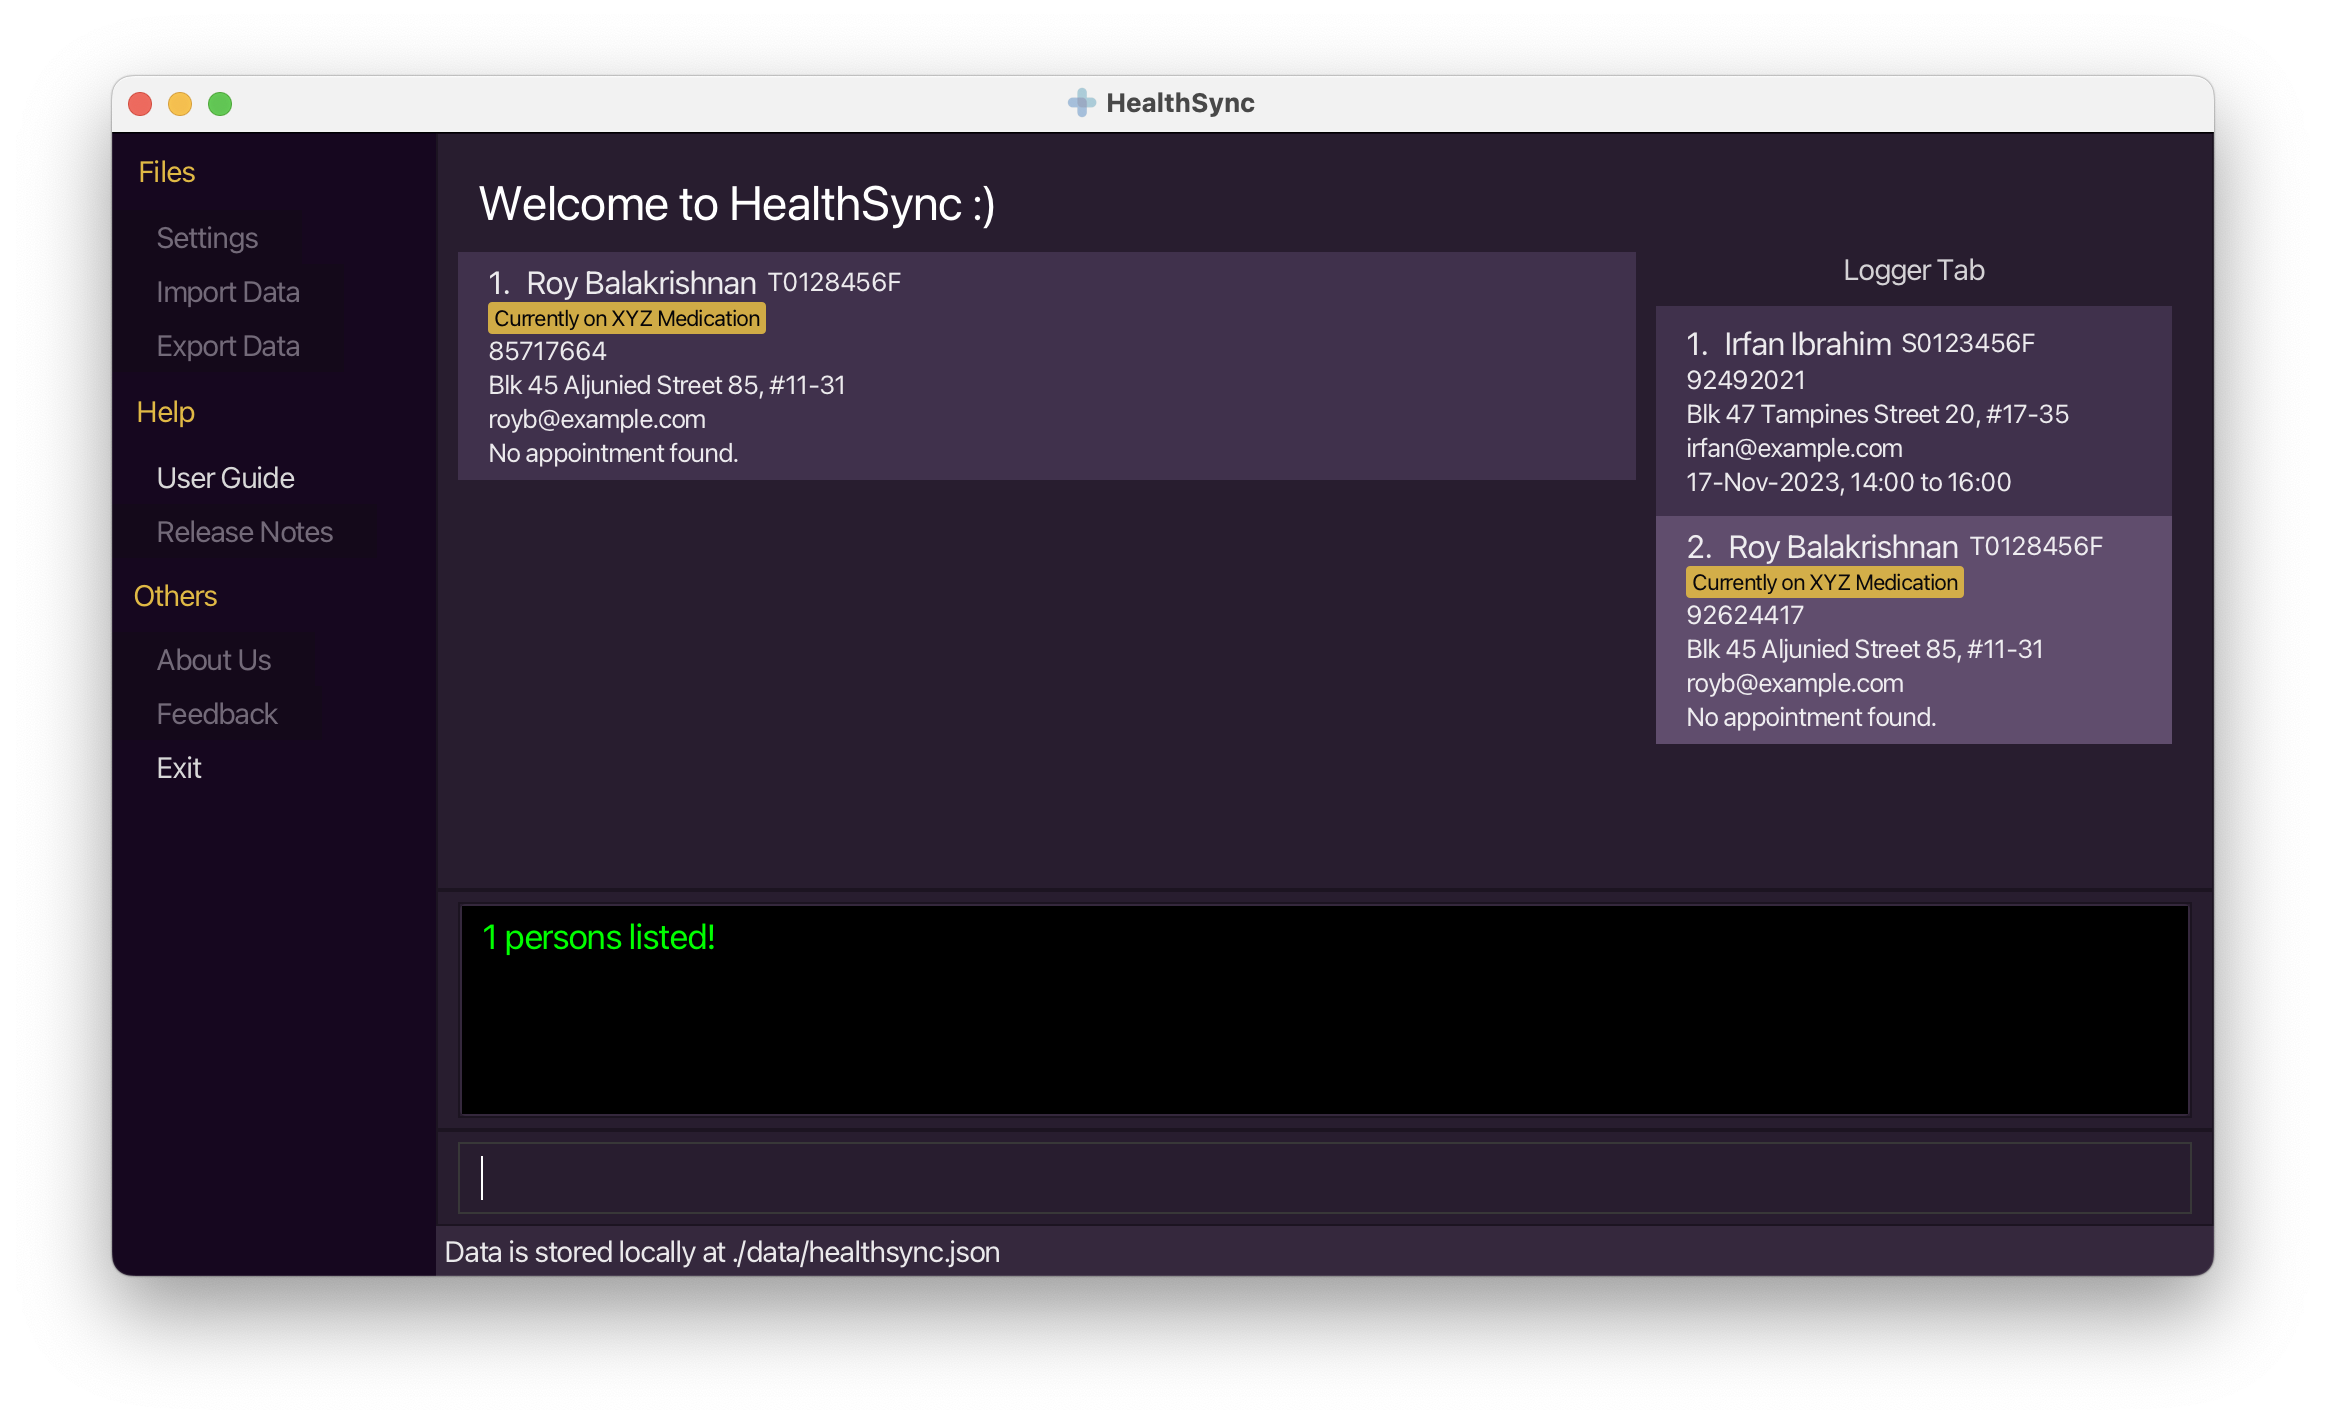 HealthSync
Files
Settings
Import Data
Export Data
Help
User Guide
Release Notes
Others
About Us
Feedback
Exit
Welcome to HealthSync :)
1. Roy Balakrishnan T0128456F
Currently on XYZ Medication
85717664
Blk 45 Aljunied Street 85, #11-31
royb@example.com
No appointment found.
Logger Tab
1. Irfan Ibrahim S0123456F
92492021
Blk 47 Tampines Street 20, #17-35
irfan@example.com
17-Nov-2023, 14:00 to 16:00
2. Roy Balakrishnan T0128456F
Currently on XYZ Medication
92624417
Blk 45 Aljunied Street 85, #11-31
royb@example.com
No appointment found.
1 persons listed!
Data is stored locally at ./data/healthsync.json